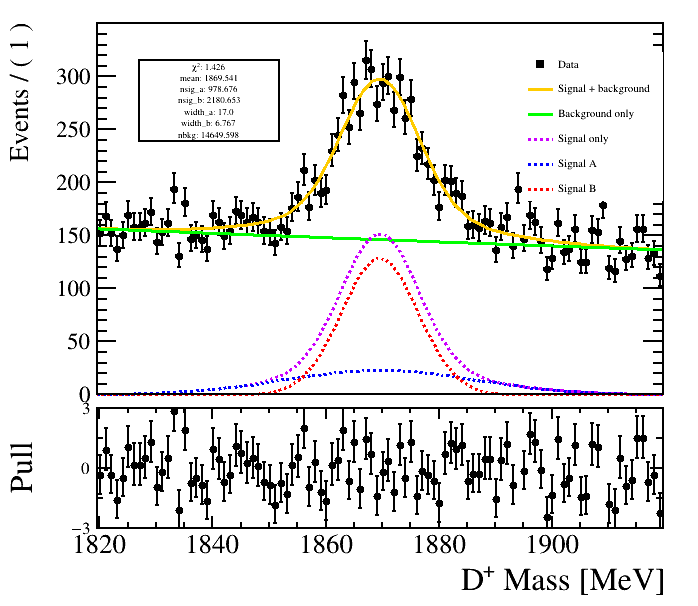 Events / ( 1 )
300
250
200
150
100
50
0
χ²: 1.426
mean: 1869.541
nsig_a: 978.676
nsig_b: 2180.653
width_a: 17.0
width_b: 6.767
nbkg: 14649.598
Data
Signal + background
Background only
Signal only
Signal A
Signal B
Pull
3
0
−3
1820 1840 1860 1880 1900
D⁺ Mass [MeV]